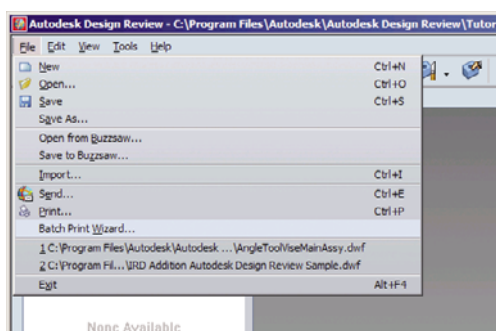 Autodesk Design Review - C:\Program Files\Autodesk\Autodesk Design Review\Tutor
File Edit View Tools Help
New Ctrl+N
Open... Ctrl+O
Save Ctrl+S
Save As...
Open from Buzzsaw...
Save to Buzzsaw...
Import... Ctrl+I
Send... Ctrl+E
Print... Ctrl+P
Batch Print Wizard...
1 C:\Program Files\Autodesk\Autodesk ...\AngleToolViseMainAssy.dwf
2 C:\Program Fil...\IRD Addition Autodesk Design Review Sample.dwf
Exit Alt+F4
None Available